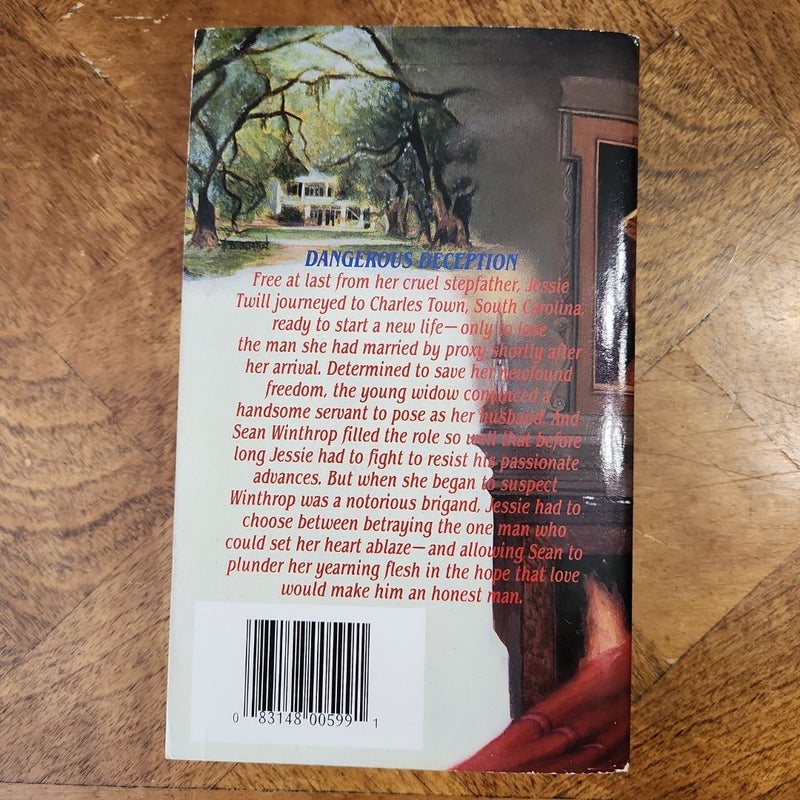 DANGEROUS DECEPTION
Free at last from her cruel stepfather, Jessie
Twill journeyed to Charles Town, South Carolina,
ready to start a new life—only to lose
the man she had married by proxy shortly after
her arrival. Determined to save her newfound
freedom, the young widow convinced a
handsome servant to pose as her husband. And
Sean Winthrop filled the role so well that before
long Jessie had to fight to resist his passionate
advances. But when she began to suspect
Winthrop was a notorious brigand, Jessie had to
choose between betraying the one man who
could set her heart ablaze—and allowing Sean to
plunder her yearning flesh in the hope that love
would make him an honest man.
0 83148 00599 1